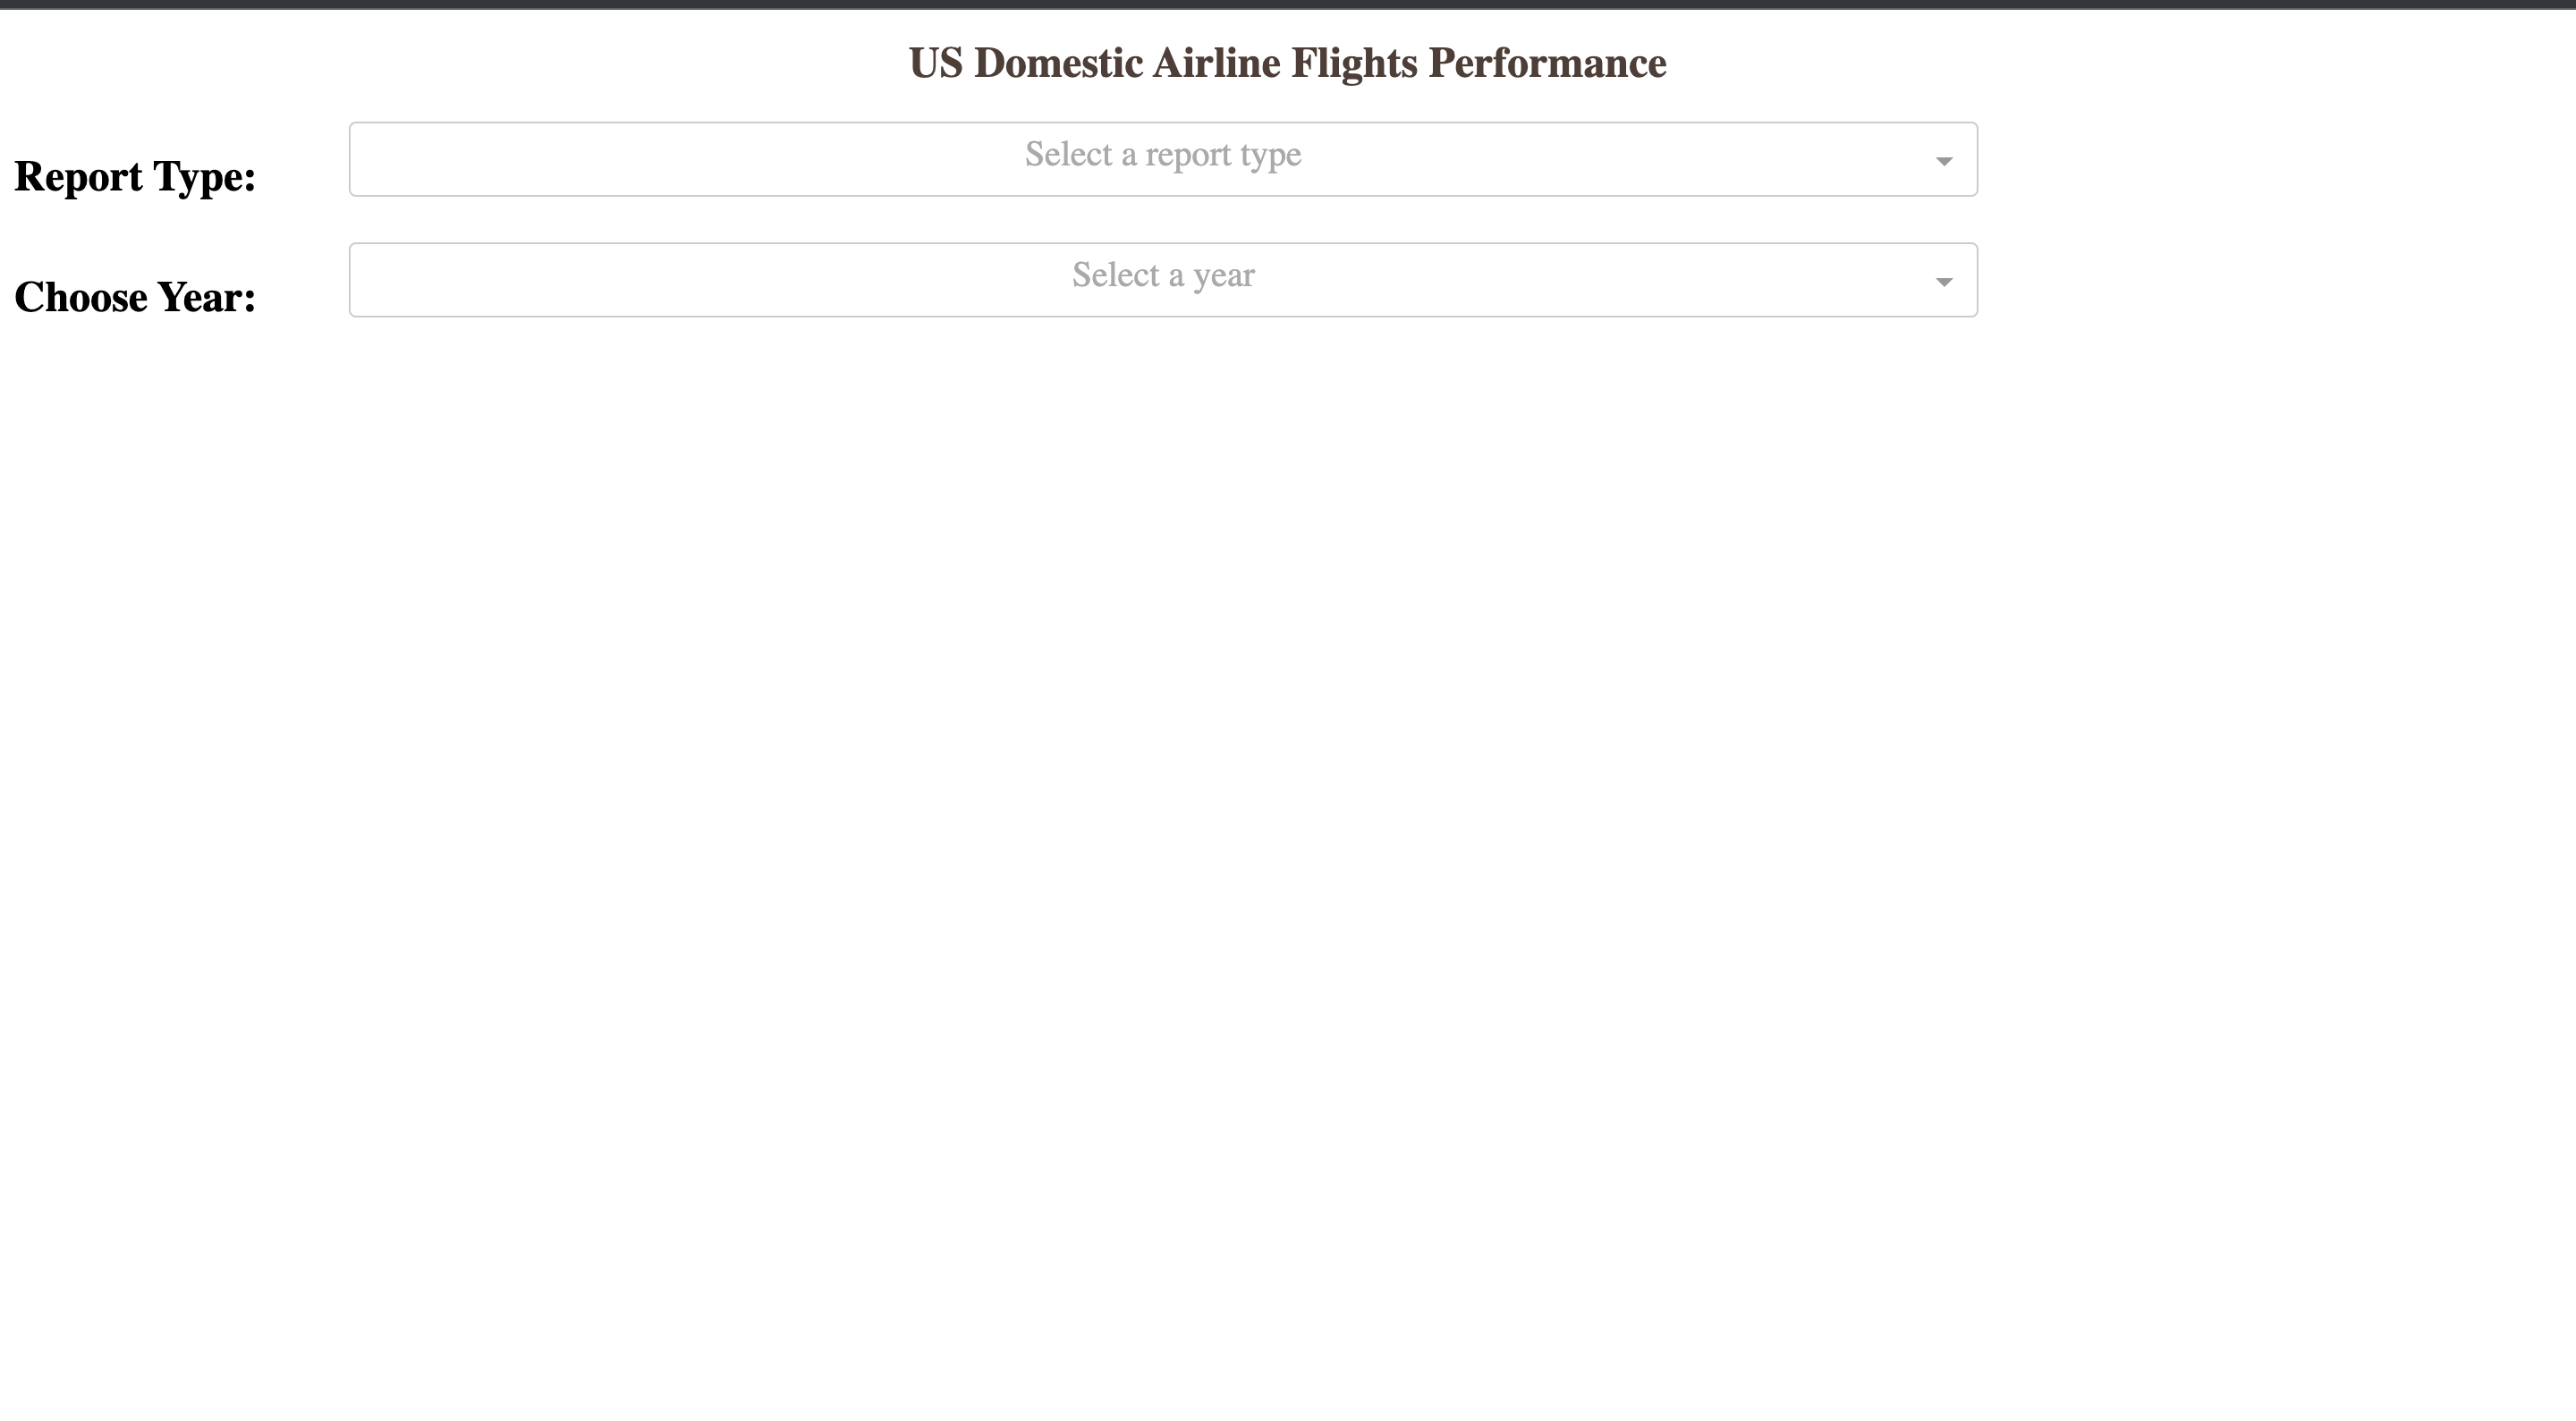 US Domestic Airline Flights Performance
Report Type:
Select a report type
Choose Year:
Select a year